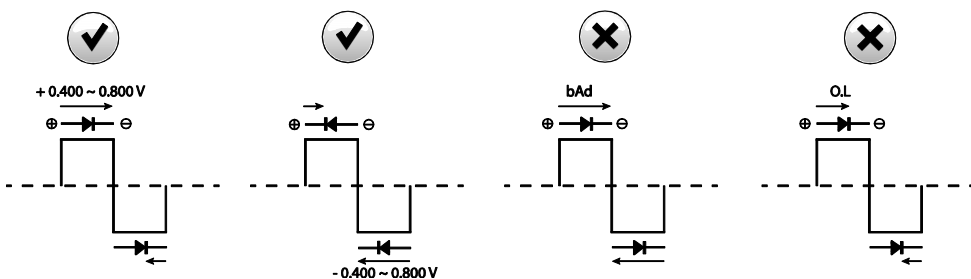 + 0.400 ~ 0.800 V
bAd
O.L
⊕ ⊖
⊕ ⊖
⊕ ⊖
⊕ ⊖
- 0.400 ~ 0.800 V